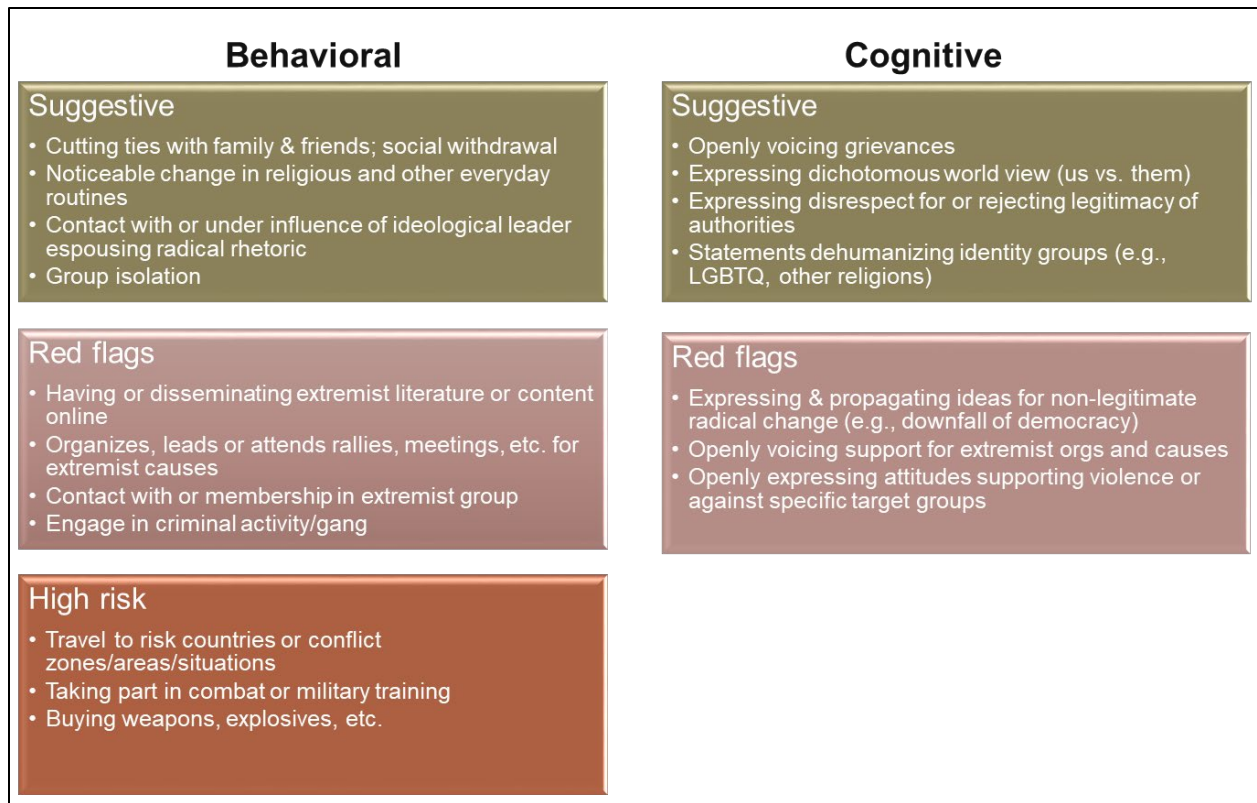 Behavioral
Suggestive
• Cutting ties with family & friends; social withdrawal
• Noticeable change in religious and other everyday
routines
• Contact with or under influence of ideological leader
espousing radical rhetoric
• Group isolation
Red flags
• Having or disseminating extremist literature or content
online
• Organizes, leads or attends rallies, meetings, etc. for
extremist causes
• Contact with or membership in extremist group
• Engage in criminal activity/gang
High risk
• Travel to risk countries or conflict
zones/areas/situations
• Taking part in combat or military training
• Buying weapons, explosives, etc.
Cognitive
Suggestive
• Openly voicing grievances
• Expressing dichotomous world view (us vs. them)
• Expressing disrespect for or rejecting legitimacy of
authorities
• Statements dehumanizing identity groups (e.g.,
LGBTQ, other religions)
Red flags
• Expressing & propagating ideas for non-legitimate
radical change (e.g., downfall of democracy)
• Openly voicing support for extremist orgs and causes
• Openly expressing attitudes supporting violence or
against specific target groups